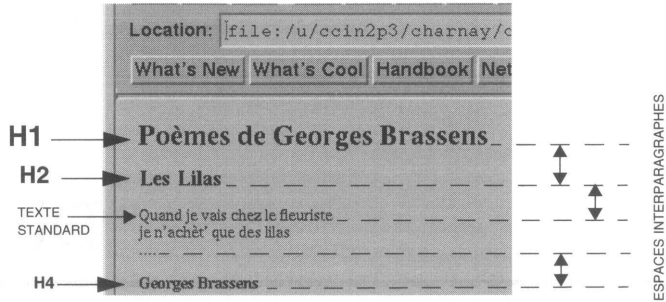 Location: file:/u/ccin2p3/charnay/
What's New What's Cool Handbook Net
H1 Poèmes de Georges Brassens
H2 Les Lilas
TEXTE
STANDARD
Quand je vais chez le fleuriste
je n'achèt' que des lilas
.....
H4 Georges Brassens
ESPACES INTERPARAGRAPHES